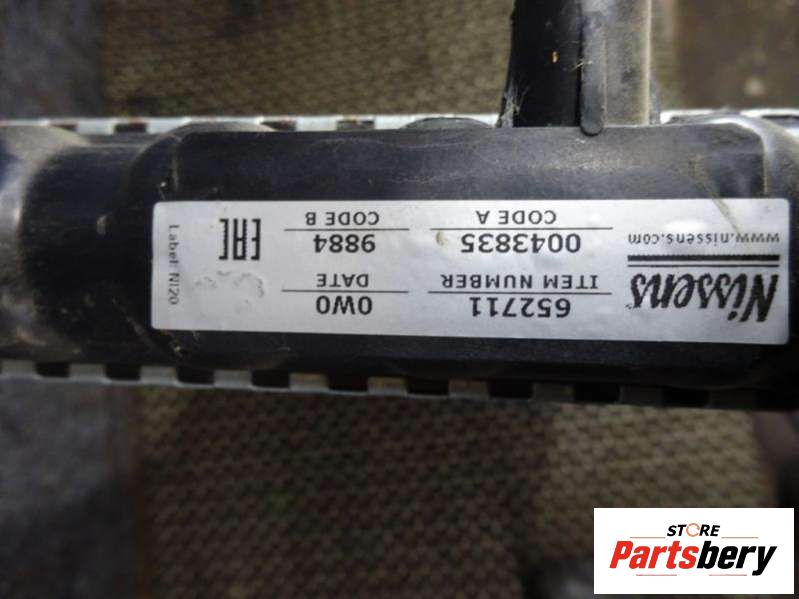 Nissens
www.nissens.com
652711
ITEM NUMBER
0W0
DATE
0043835
CODE A
9884
CODE B
EAC
Label: NI20
STORE
Partsbery